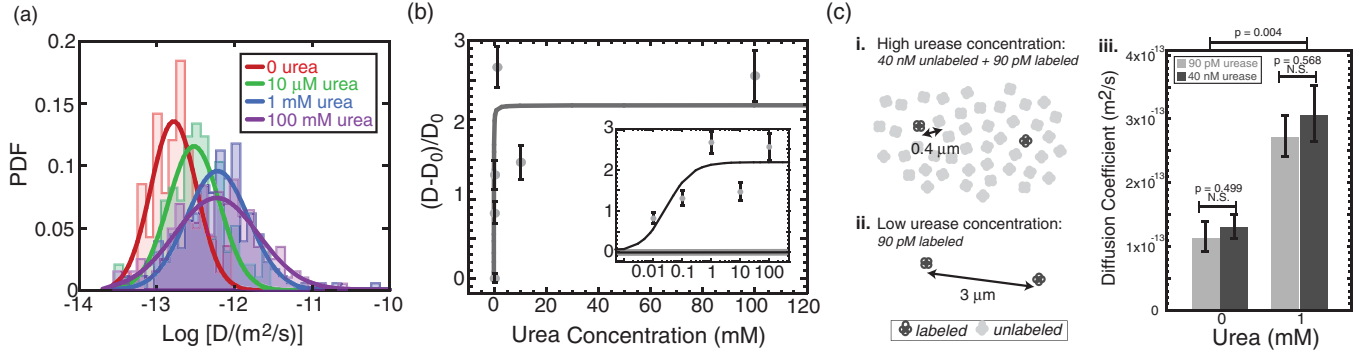 (a)
0.2
0.15
0.1
0.05
0
PDF
0 urea
10 μM urea
1 mM urea
100 mM urea
-14
-13
-12
-11
-10
Log [D/(m²/s)]
(b)
3
2
1
0
(D-D₀)/D₀
3
2
1
0
0.01
0.1
1
10
100
0
20
40
60
80
100
120
Urea Concentration (mM)
(c)
i. High urease concentration:
40 nM unlabeled + 90 pM labeled
0.4 μm
ii. Low urease concentration:
90 pM labeled
3 μm
labeled
unlabeled
iii.
p = 0.004
90 pM urease
40 nM urease
p = 0.568
N.S.
p = 0.499
N.S.
4x10⁻¹³
3x10⁻¹³
2x10⁻¹³
1x10⁻¹³
0
Diffusion Coefficient (m²/s)
0
1
Urea (mM)